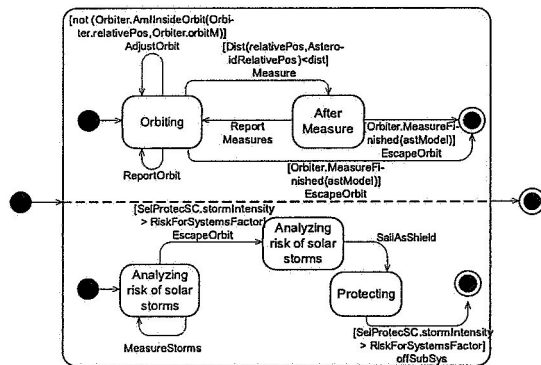 [not (Orbiter.AmIInsideOrbit(Orbi-
ter.relativePos,Orbiter.orbitM)]
AdjustOrbit
[Dist(relativePos,Astero-
idRelativePos)<dist]
Measure
Orbiting
After
Measure
Report
Measures
[Orbiter.MeasureFi-
nished(astModel)]
EscapeOrbit
ReportOrbit
[Orbiter.MeasureFi-
nished(astModel)]
EscapeOrbit
[SelProtecSC.stormIntensity
> RiskForSystemsFactor]
EscapeOrbit
Analyzing
risk of solar
storms
SailAsShield
Analyzing
risk of solar
storms
Protecting
MeasureStorms
[SelProtecSC.stormIntensity
> RiskForSystemsFactor]
offSubSys